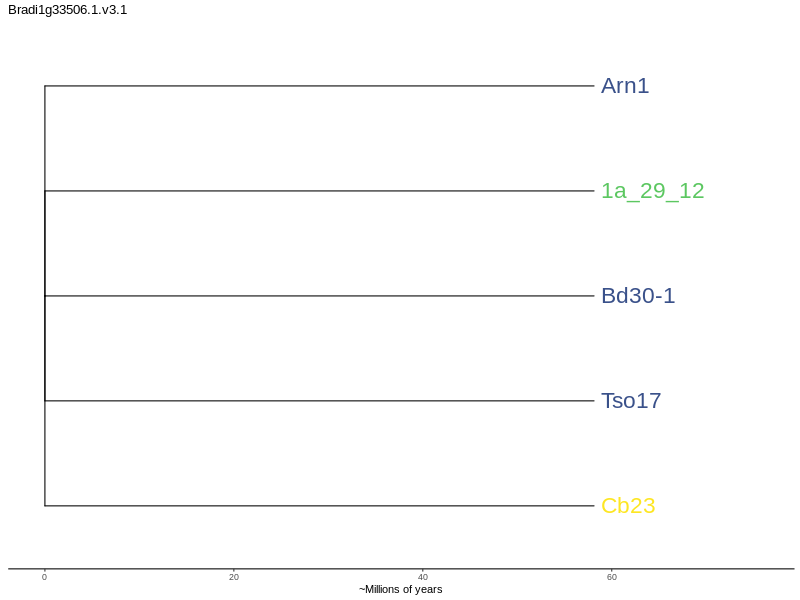 Bradi1g33506.1.v3.1
Arn1
1a_29_12
Bd30-1
Tso17
Cb23
0 20 40 60
~Millions of years